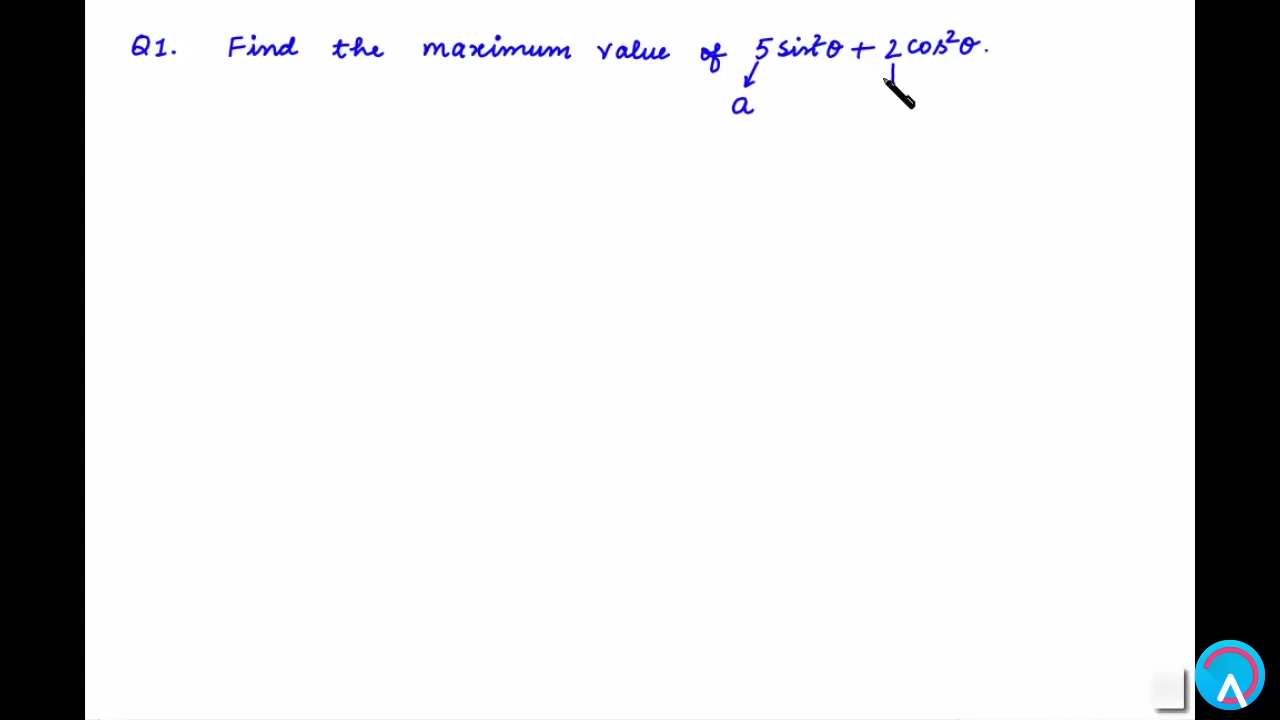 Q1. Find the maximum value of 5 sin²θ + 2 cos²θ.
a